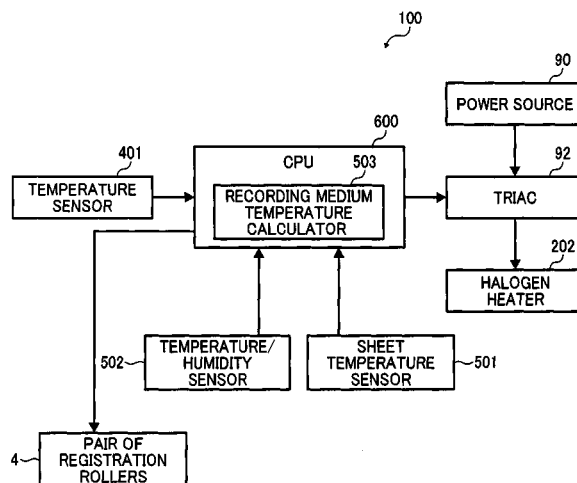 100
90
POWER SOURCE
600
CPU
503
92
401
TEMPERATURE
SENSOR
RECORDING MEDIUM
TEMPERATURE
CALCULATOR
TRIAC
202
HALOGEN
HEATER
502
TEMPERATURE/
HUMIDITY
SENSOR
SHEET
TEMPERATURE
SENSOR
501
4
PAIR OF
REGISTRATION
ROLLERS